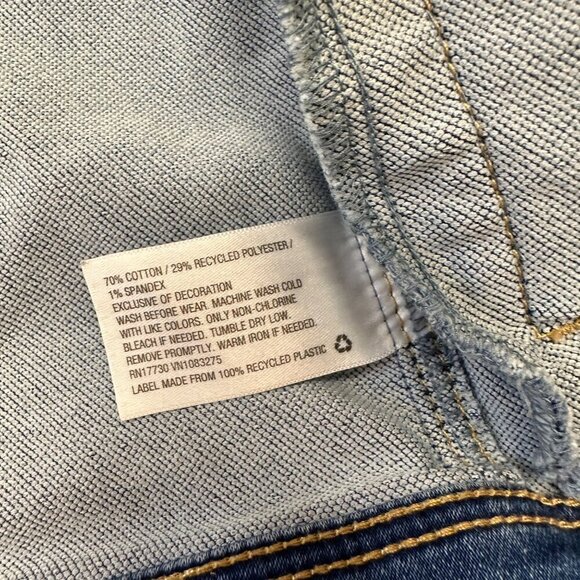 70% COTTON / 29% RECYCLED POLYESTER /
1% SPANDEX
EXCLUSIVE OF DECORATION
WASH BEFORE WEAR. MACHINE WASH COLD
WITH LIKE COLORS. ONLY NON-CHLORINE
BLEACH IF NEEDED. TUMBLE DRY LOW.
REMOVE PROMPTLY. WARM IRON IF NEEDED.
RN17730 VN1083275
LABEL MADE FROM 100% RECYCLED PLASTIC